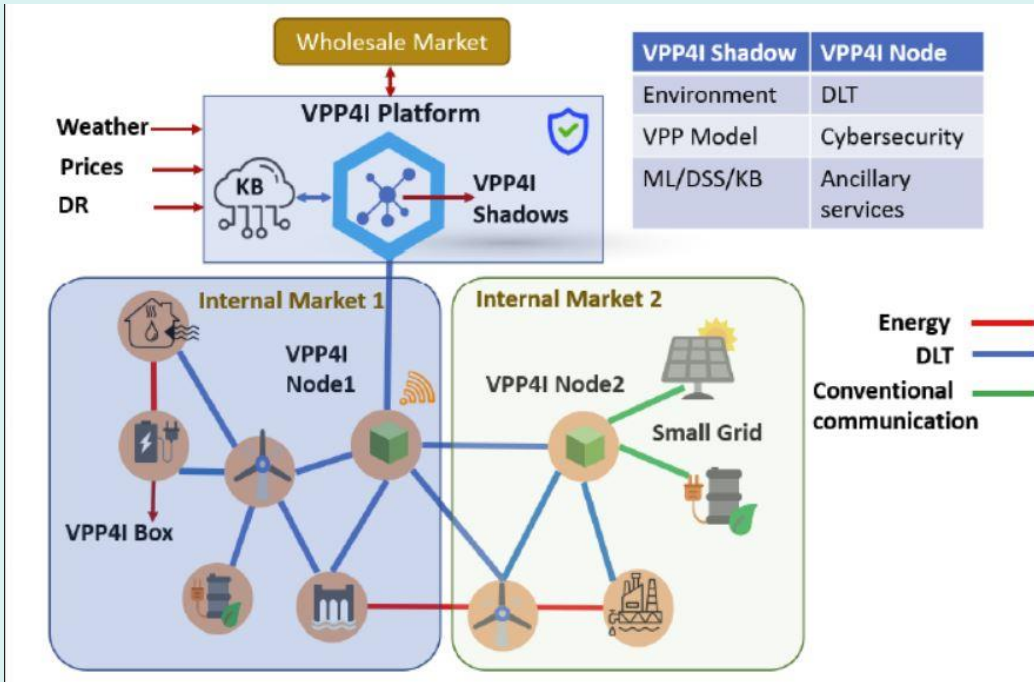 Wholesale Market
VPP4I Platform
Weather
Prices
DR
KB
VPP4I
Shadows
VPP4I Shadow VPP4I Node
Environment DLT
VPP Model Cybersecurity
ML/DSS/KB Ancillary
services
Internal Market 1
Internal Market 2
VPP4I
Node1
VPP4I Node2
Small Grid
VPP4I Box
Energy
DLT
Conventional
communication